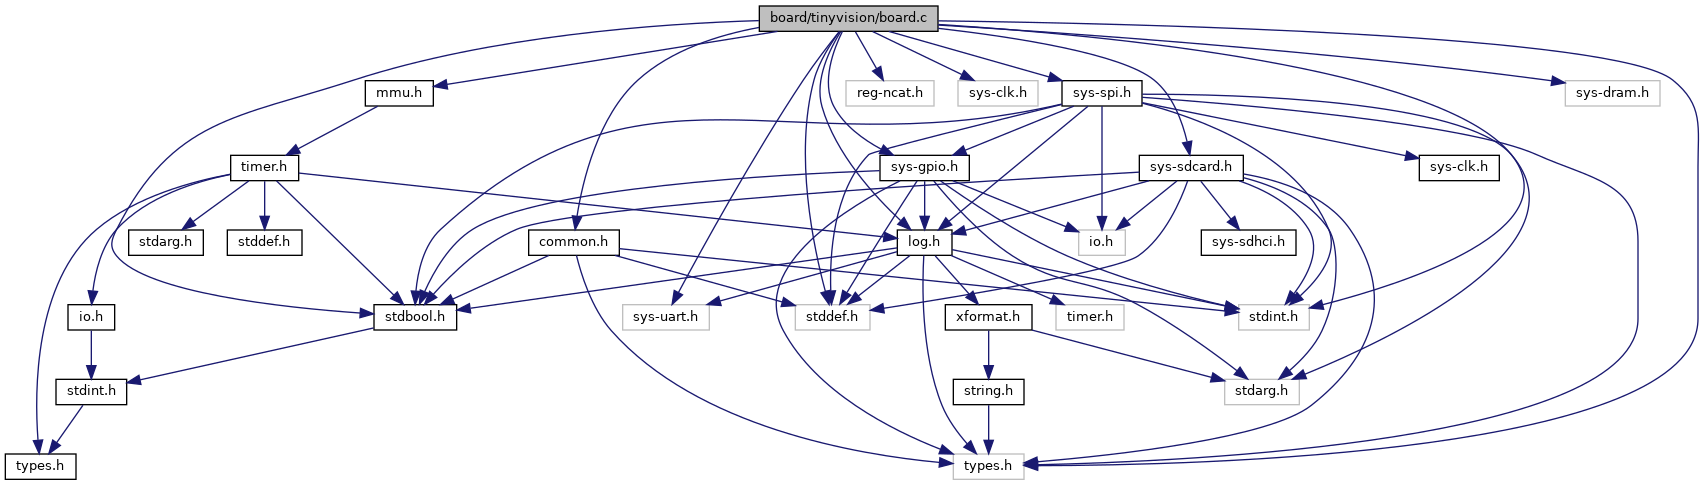 board/tinyvision/board.c
mmu.h
reg-ncat.h
sys-clk.h
sys-spi.h
sys-dram.h
timer.h
sys-gpio.h
sys-sdcard.h
sys-clk.h
stdarg.h
stddef.h
common.h
log.h
io.h
sys-sdhci.h
io.h
stdbool.h
sys-uart.h
stddef.h
xformat.h
timer.h
stdint.h
stdint.h
string.h
stdarg.h
types.h
types.h